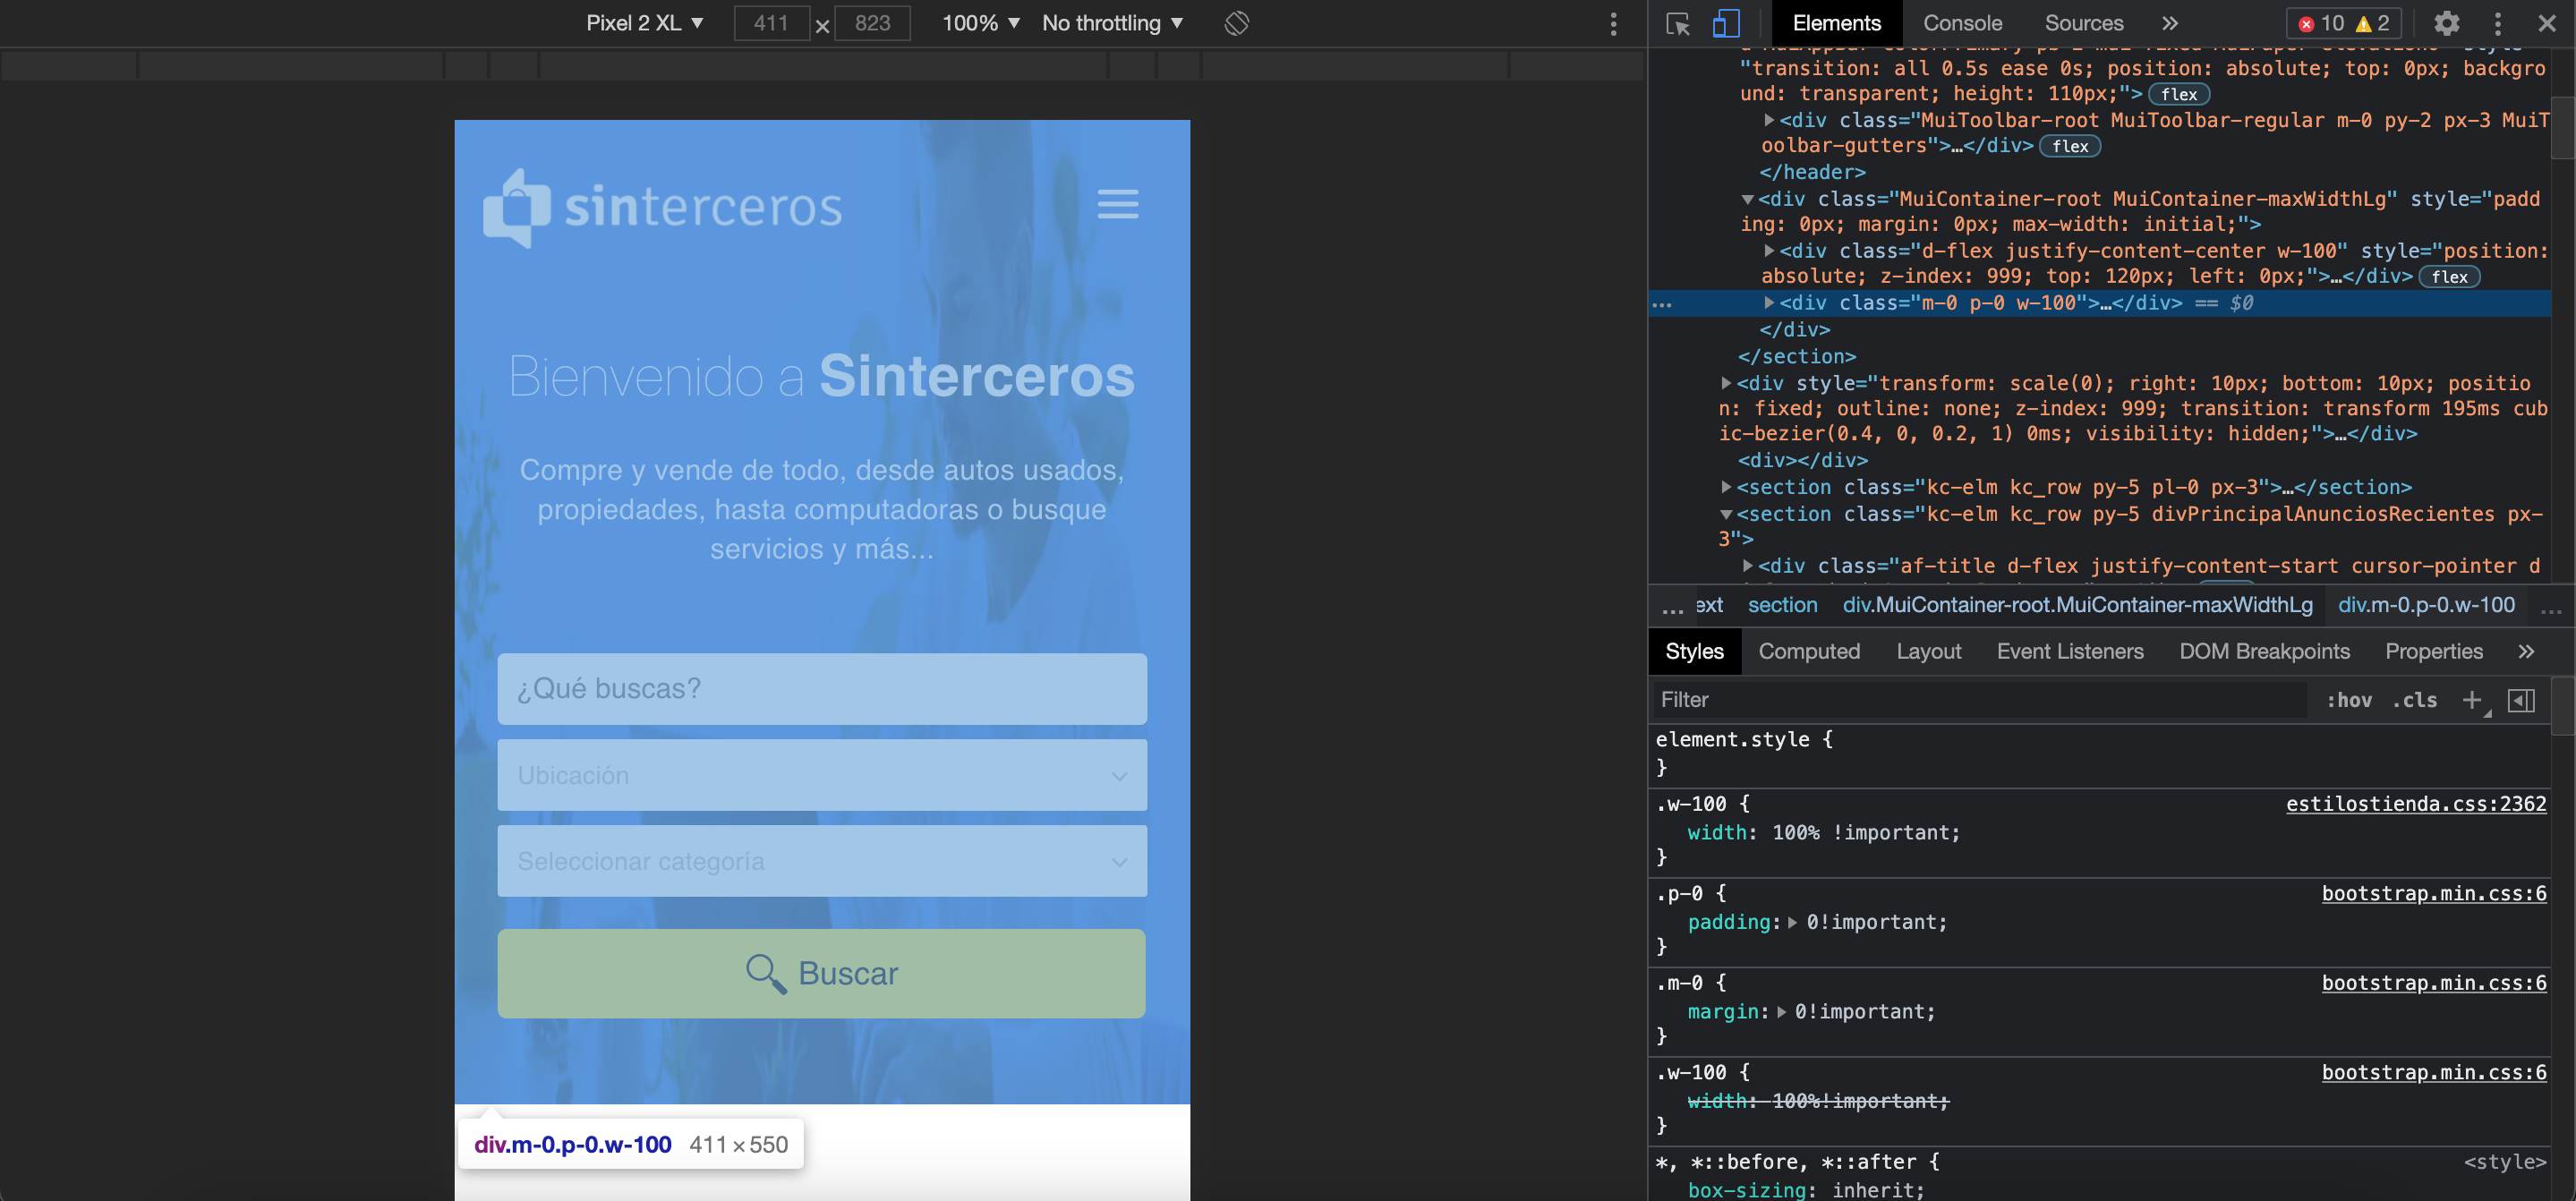 Pixel 2 XL ▼ 411 × 823 100% ▼ No throttling ▼
sinterceros
Bienvenido a Sinterceros
Compre y vende de todo, desde autos usados,
propiedades, hasta computadoras o busque
servicios y más...
¿Qué buscas?
Ubicación
Seleccionar categoría
Buscar
div.m-0.p-0.w-100 411 × 550
Elements Console Sources » 10 2
"transition: all 0.5s ease 0s; position: absolute; top: 0px; backgro
und: transparent; height: 110px;"> flex
▶<div class="MuiToolbar-root MuiToolbar-regular m-0 py-2 px-3 MuiT
oolbar-gutters">…</div> flex
</header>
▼<div class="MuiContainer-root MuiContainer-maxWidthLg" style="padd
ing: 0px; margin: 0px; max-width: initial;">
▶<div class="d-flex justify-content-center w-100" style="position:
absolute; z-index: 999; top: 120px; left: 0px;">…</div> flex
… ▶<div class="m-0 p-0 w-100">…</div> == $0
</div>
</section>
▶<div style="transform: scale(0); right: 10px; bottom: 10px; positio
n: fixed; outline: none; z-index: 999; transition: transform 195ms cub
ic-bezier(0.4, 0, 0.2, 1) 0ms; visibility: hidden;">…</div>
<div></div>
▶<section class="kc-elm kc_row py-5 pl-0 px-3">…</section>
▼<section class="kc-elm kc_row py-5 divPrincipalAnunciosRecientes px-
3">
▶<div class="af-title d-flex justify-content-start cursor-pointer d
… ext section div.MuiContainer-root.MuiContainer-maxWidthLg div.m-0.p-0.w-100 …
Styles Computed Layout Event Listeners DOM Breakpoints Properties »
Filter :hov .cls +
element.style {
}
.w-100 { estilostienda.css:2362
width: 100% !important;
}
.p-0 { bootstrap.min.css:6
padding:▶ 0!important;
}
.m-0 { bootstrap.min.css:6
margin:▶ 0!important;
}
.w-100 { bootstrap.min.css:6
width: 100%!important;
}
*, *::before, *::after { <style>
box-sizing: inherit;